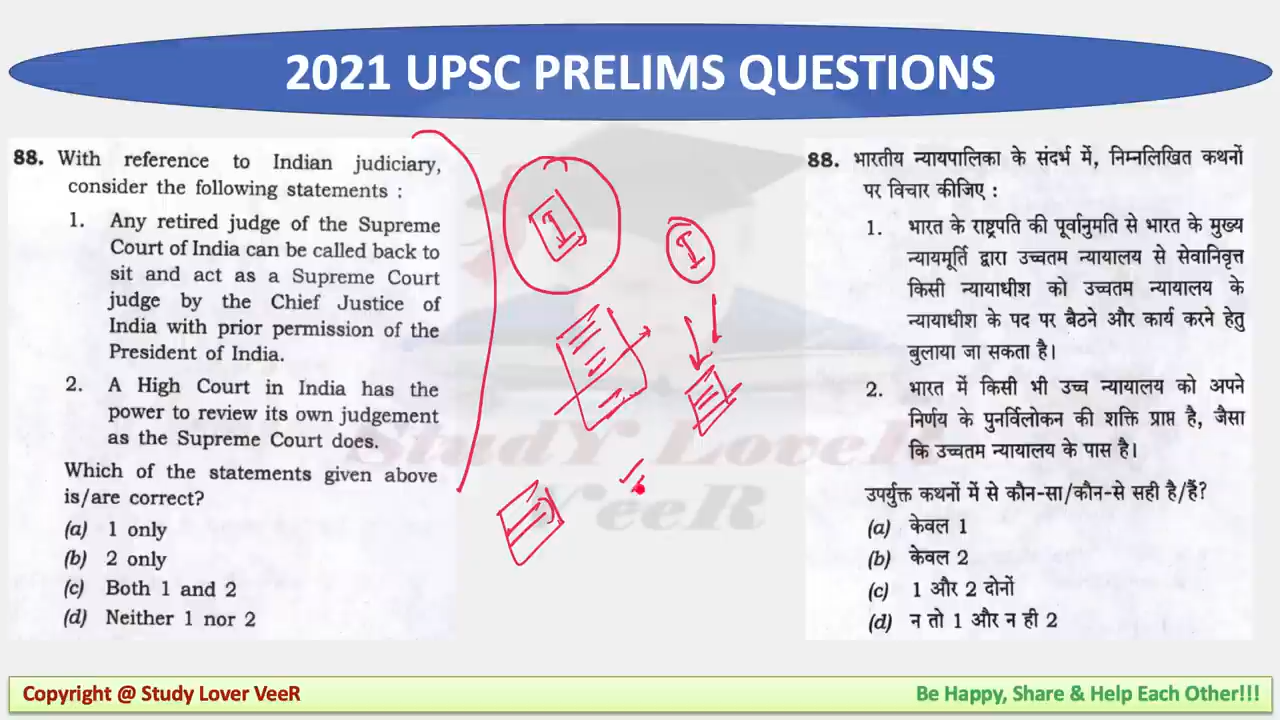 2021 UPSC PRELIMS QUESTIONS
88. With reference to Indian judiciary,
consider the following statements :
1. Any retired judge of the Supreme
Court of India can be called back to
sit and act as a Supreme Court
judge by the Chief Justice of
India with prior permission of the
President of India.
2. A High Court in India has the
power to review its own judgement
as the Supreme Court does.
Which of the statements given above
is/are correct?
(a) 1 only
(b) 2 only
(c) Both 1 and 2
(d) Neither 1 nor 2
88. भारतीय न्यायपालिका के संदर्भ में, निम्नलिखित कथनों
पर विचार कीजिए :
1. भारत के राष्ट्रपति की पूर्वानुमति से भारत के मुख्य
न्यायमूर्ति द्वारा उच्चतम न्यायालय से सेवानिवृत्त
किसी न्यायाधीश को उच्चतम न्यायालय के
न्यायाधीश के पद पर बैठने और कार्य करने हेतु
बुलाया जा सकता है।
2. भारत में किसी भी उच्च न्यायालय को अपने
निर्णय के पुनर्विलोकन की शक्ति प्राप्त है, जैसा
कि उच्चतम न्यायालय के पास है।
उपर्युक्त कथनों में से कौन-सा/कौन-से सही है/हैं?
(a) केवल 1
(b) केवल 2
(c) 1 और 2 दोनों
(d) न तो 1 और न ही 2
StudY LoveR
VeeR
Copyright @ Study Lover VeeR
Be Happy, Share & Help Each Other!!!